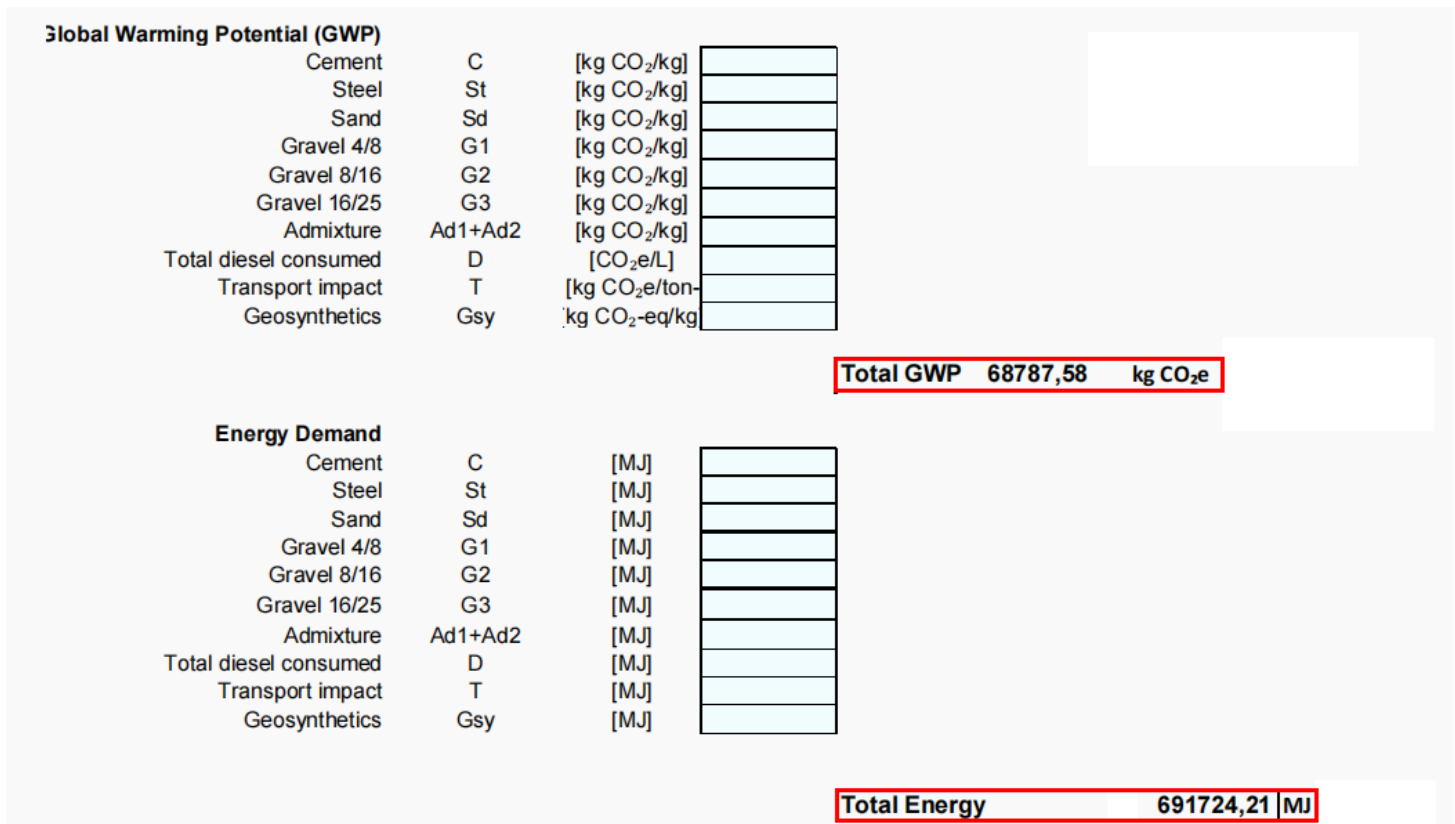 Global Warming Potential (GWP)
Cement C [kg CO₂/kg]
Steel St [kg CO₂/kg]
Sand Sd [kg CO₂/kg]
Gravel 4/8 G1 [kg CO₂/kg]
Gravel 8/16 G2 [kg CO₂/kg]
Gravel 16/25 G3 [kg CO₂/kg]
Admixture Ad1+Ad2 [kg CO₂/kg]
Total diesel consumed D [CO₂e/L]
Transport impact T [kg CO₂e/ton-
Geosynthetics Gsy [kg CO₂-eq/kg
Total GWP 68787,58 kg CO₂e
Energy Demand
Cement C [MJ]
Steel St [MJ]
Sand Sd [MJ]
Gravel 4/8 G1 [MJ]
Gravel 8/16 G2 [MJ]
Gravel 16/25 G3 [MJ]
Admixture Ad1+Ad2 [MJ]
Total diesel consumed D [MJ]
Transport impact T [MJ]
Geosynthetics Gsy [MJ]
Total Energy 691724,21 MJ